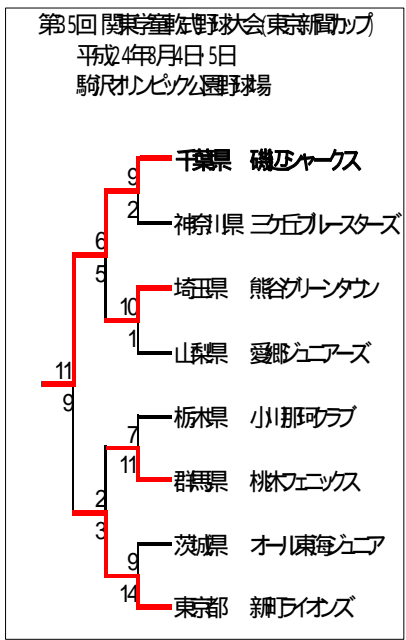 第35回 関東学童軟式野球大会(東京新聞カップ)
平成24年8月4日・5日
駒沢オリンピック公園野球場
千葉県 磯辺シャークス
9
2
神奈川県 三ケ丘ブルースターズ
6
5
埼玉県 熊谷グリーンタウン
10
1
山梨県 愛郷ジュニアーズ
11
9
栃木県 小川那珂クラブ
7
11
群馬県 桃木フェニックス
2
3
茨城県 オール東海ジュニア
9
14
東京都 新町ライオンズ